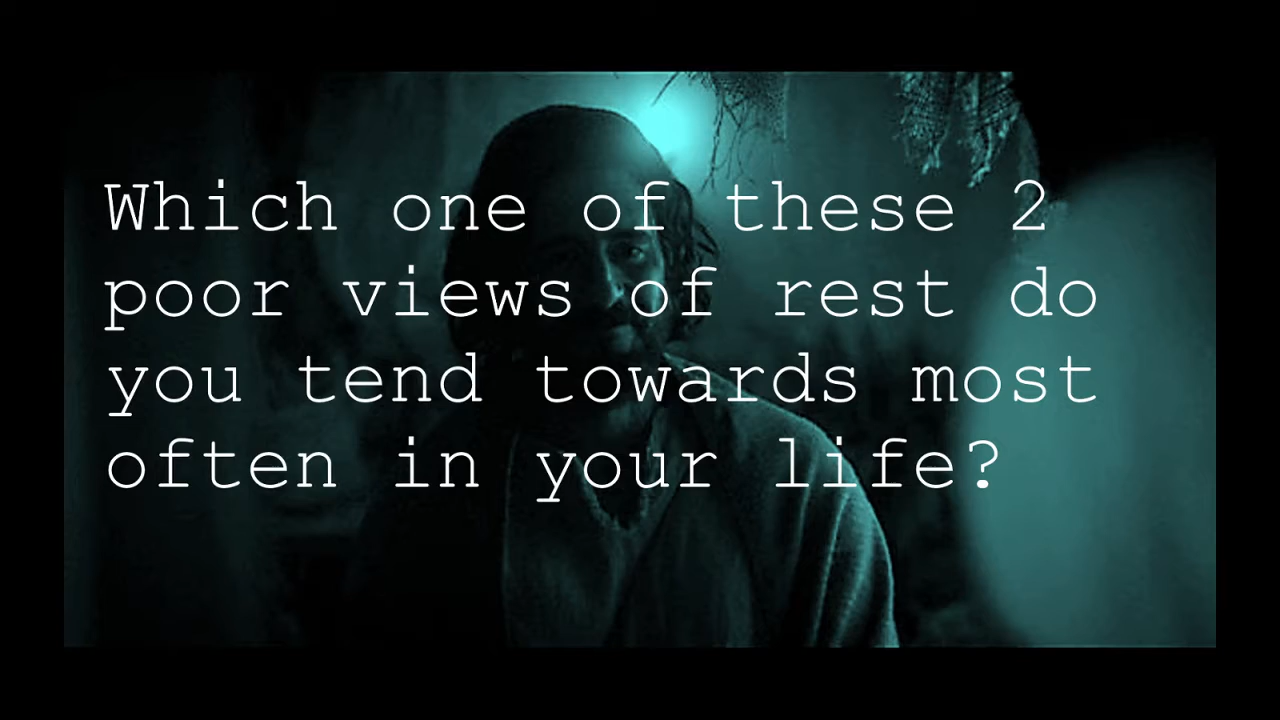 Which one of these 2
poor views of rest do
you tend towards most
often in your life?